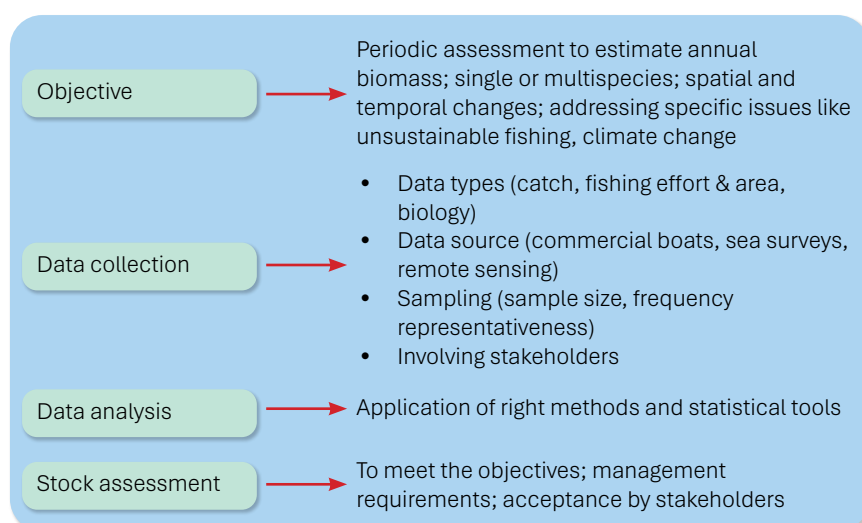 Objective
Periodic assessment to estimate annual
biomass; single or multispecies; spatial and
temporal changes; addressing specific issues like
unsustainable fishing, climate change
Data collection
• Data types (catch, fishing effort & area,
biology)
• Data source (commercial boats, sea surveys,
remote sensing)
• Sampling (sample size, frequency
representativeness)
• Involving stakeholders
Data analysis
Application of right methods and statistical tools
Stock assessment
To meet the objectives; management
requirements; acceptance by stakeholders